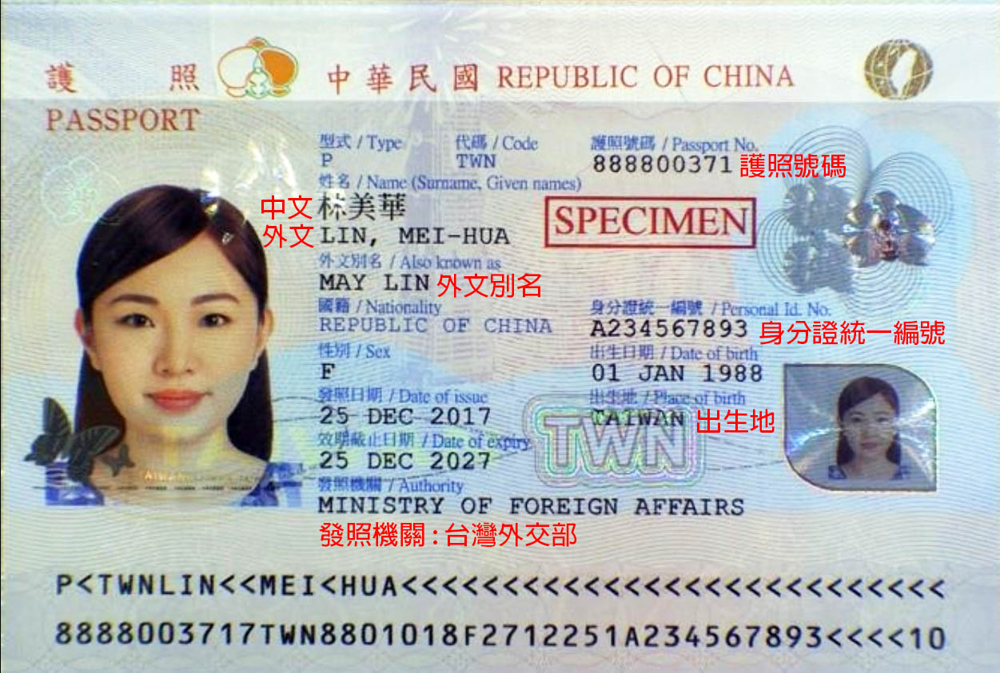 護照 中華民國 REPUBLIC OF CHINA
PASSPORT
型式 / Type 代碼 / Code 護照號碼 / Passport No.
P TWN 888800371 護照號碼
姓名 / Name (Surname, Given names)
中文 林美華
SPECIMEN
外文 LIN, MEI-HUA
外文別名 / Also known as
MAY LIN 外文別名
國籍 / Nationality 身分證統一編號 / Personal Id. No.
REPUBLIC OF CHINA A234567893 身分證統一編號
性別 / Sex 出生日期 / Date of birth
F 01 JAN 1988
發照日期 / Date of issue 出生地 / Place of birth
25 DEC 2017 TAIWAN 出生地
效期截止日期 / Date of expiry
TWN
25 DEC 2027
發照機關 / Authority
MINISTRY OF FOREIGN AFFAIRS
發照機關:台灣外交部
P<TWNLIN<<MEI<HUA<<<<<<<<<<<<<<<<<<<<<<<<<<<
8888003717TWN8801018F2712251A234567893<<<<10